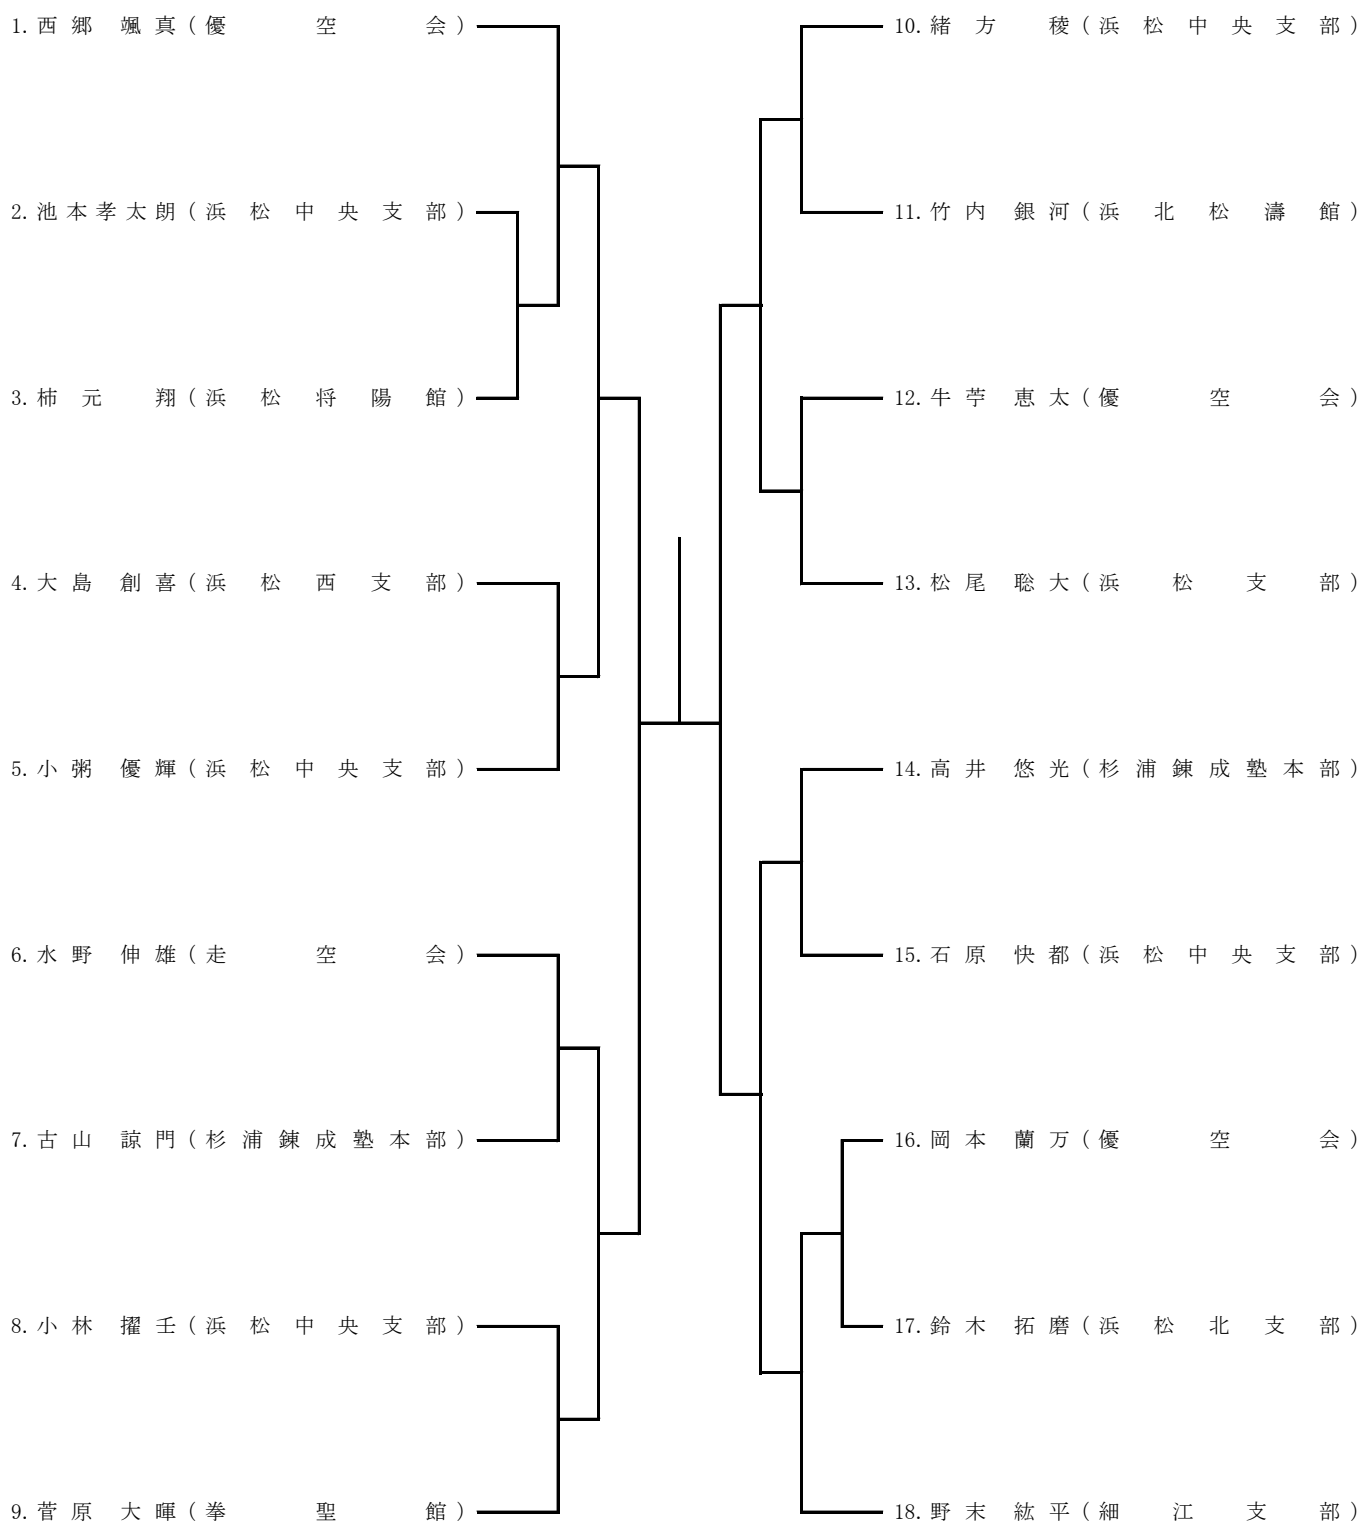 1. 西郷 颯真(優空会)
2. 池本孝太朗(浜松中央支部)
3. 柿元 翔(浜松将陽館)
4. 大島 創喜(浜松西支部)
5. 小粥 優輝(浜松中央支部)
6. 水野 伸雄(走空会)
7. 古山 諒門(杉浦錬成塾本部)
8. 小林 擢壬(浜松中央支部)
9. 菅原 大暉(拳聖館)
10. 緒方 稜(浜松中央支部)
11. 竹内 銀河(浜北松濤館)
12. 牛苧 恵太(優空会)
13. 松尾 聡大(浜松支部)
14. 高井 悠光(杉浦錬成塾本部)
15. 石原 快都(浜松中央支部)
16. 岡本 蘭万(優空会)
17. 鈴木 拓磨(浜松北支部)
18. 野末 紘平(細江支部)